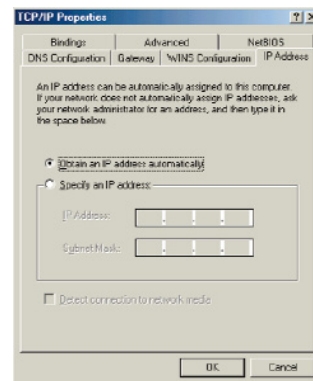 TCP/IP Properties
Bindings Advanced NetBIOS
DNS Configuration Gateway WINS Configuration IP Address
An IP address can be automatically assigned to this computer.
If your network does not automatically assign IP addresses, ask
your network administrator for an address, and then type it in
the space below.
Obtain an IP address automatically
Specify an IP address:
IP Address:
Subnet Mask:
Detect connection to network media
OK Cancel